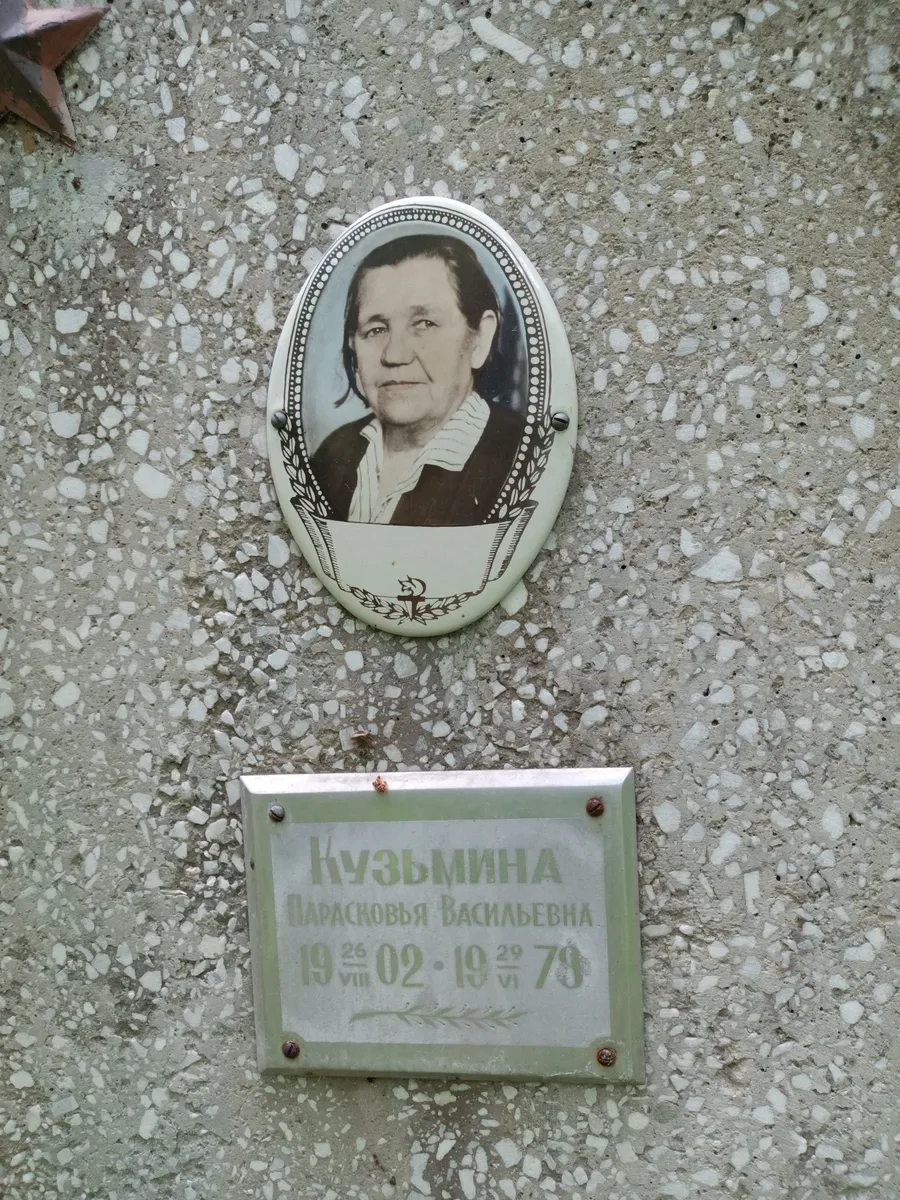 Кузьмина
Парасковья Васильевна
19 26/VIII 02 • 19 29/VI 79